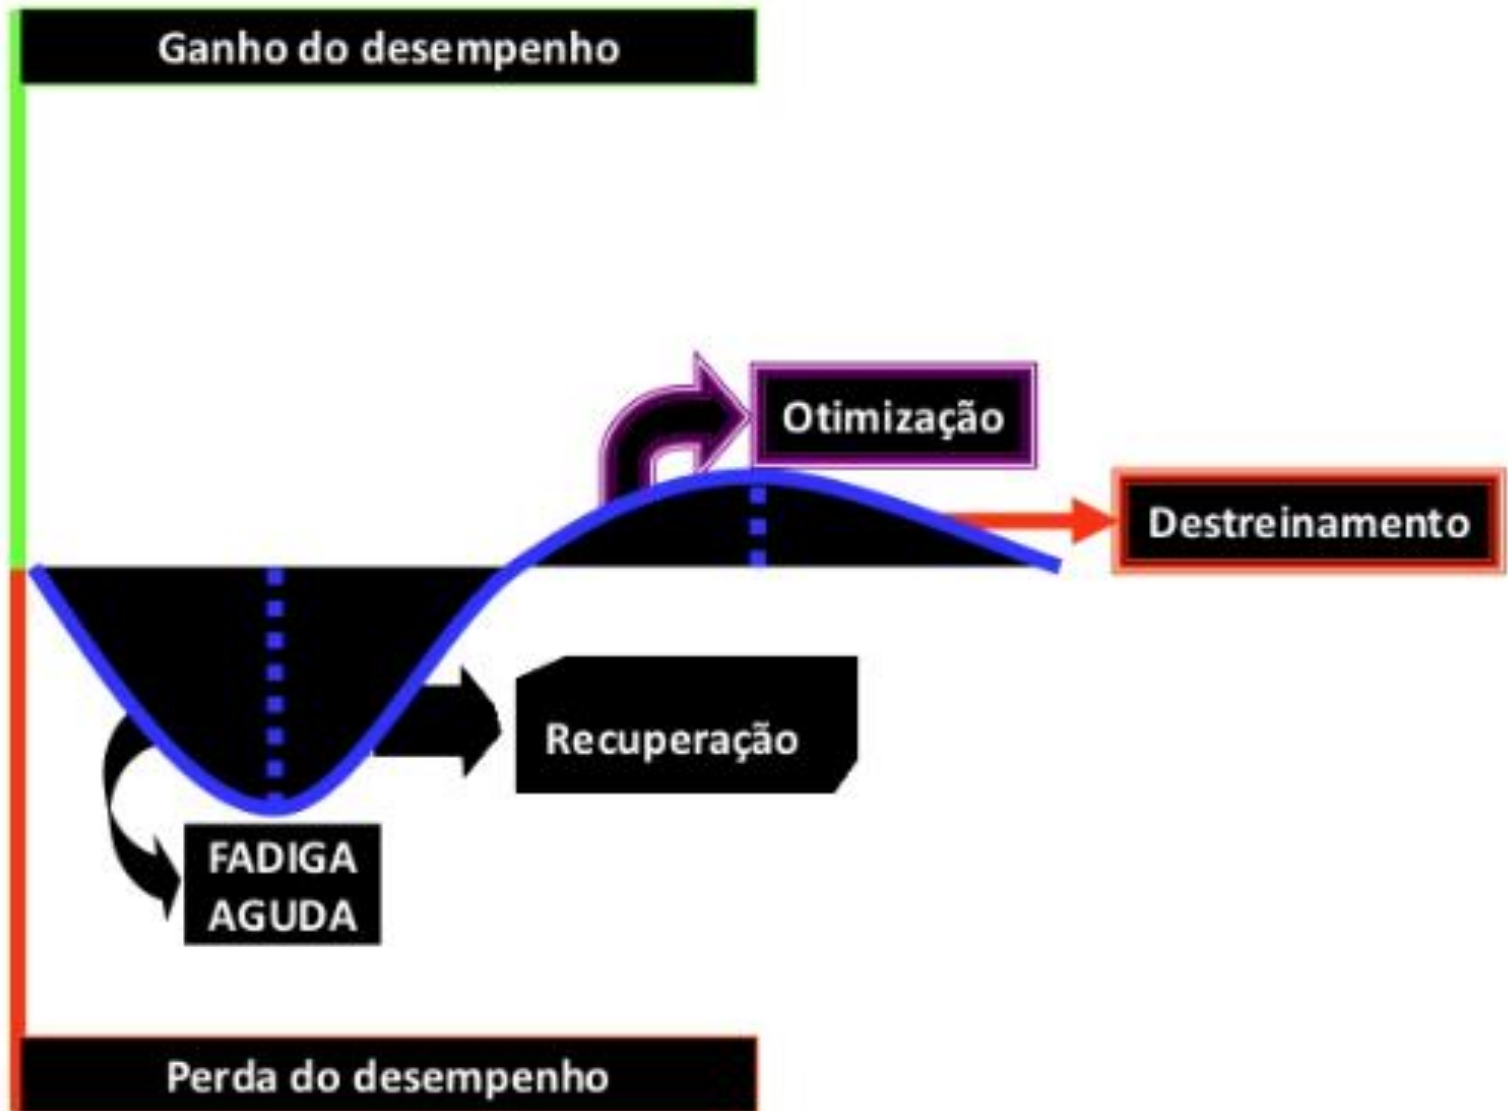 Ganho do desempenho
Otimização
Destreinamento
Recuperação
FADIGA
AGUDA
Perda do desempenho